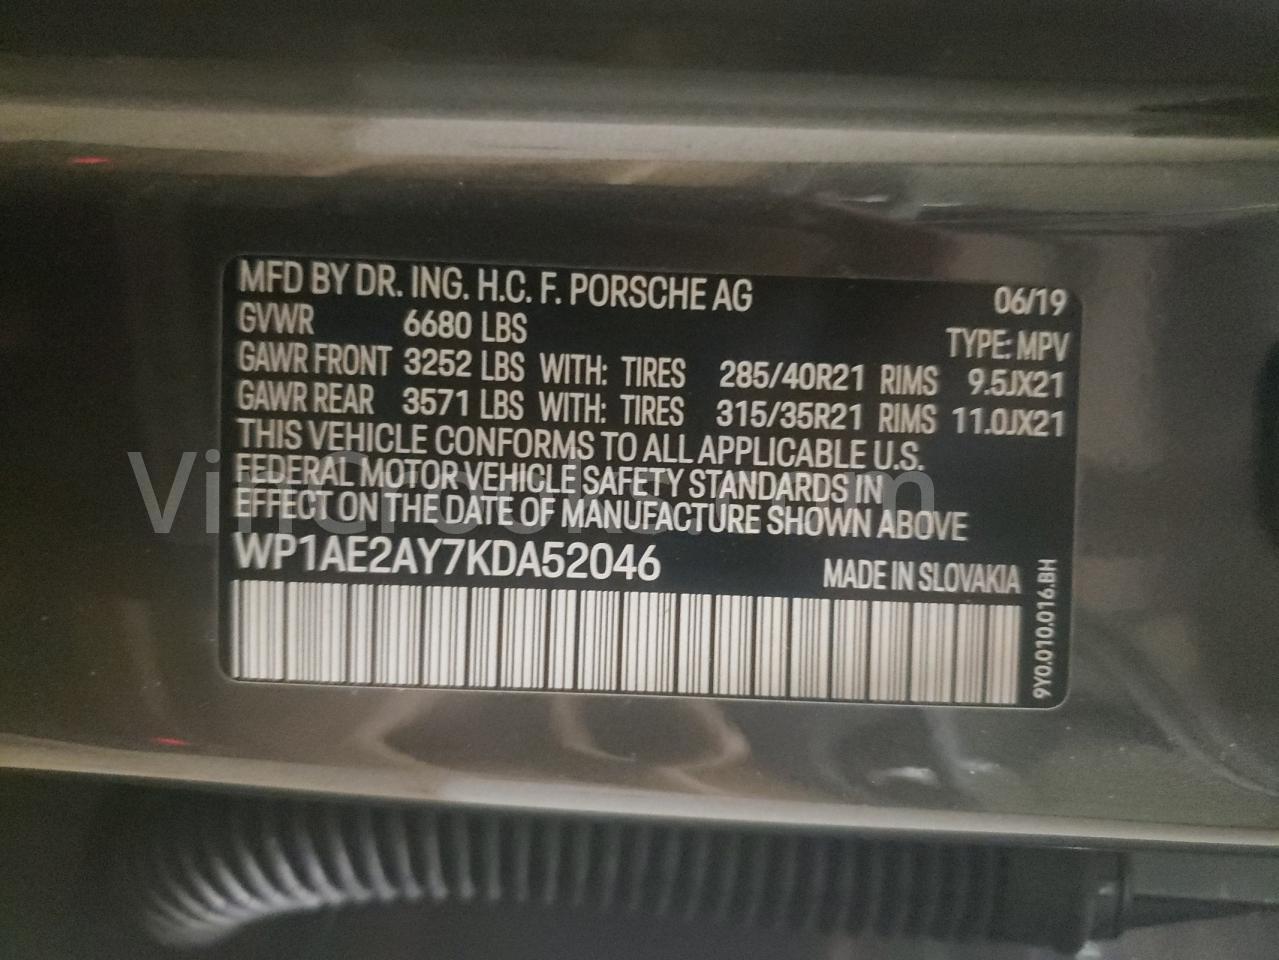 MFD BY DR. ING. H.C. F. PORSCHE AG 06/19
GVWR 6680 LBS TYPE: MPV
GAWR FRONT 3252 LBS WITH: TIRES 285/40R21 RIMS 9.5JX21
GAWR REAR 3571 LBS WITH: TIRES 315/35R21 RIMS 11.0JX21
THIS VEHICLE CONFORMS TO ALL APPLICABLE U.S.
FEDERAL MOTOR VEHICLE SAFETY STANDARDS IN
EFFECT ON THE DATE OF MANUFACTURE SHOWN ABOVE
WP1AE2AY7KDA52046 MADE IN SLOVAKIA
9Y0.010.016.BH
VinCrooks.com